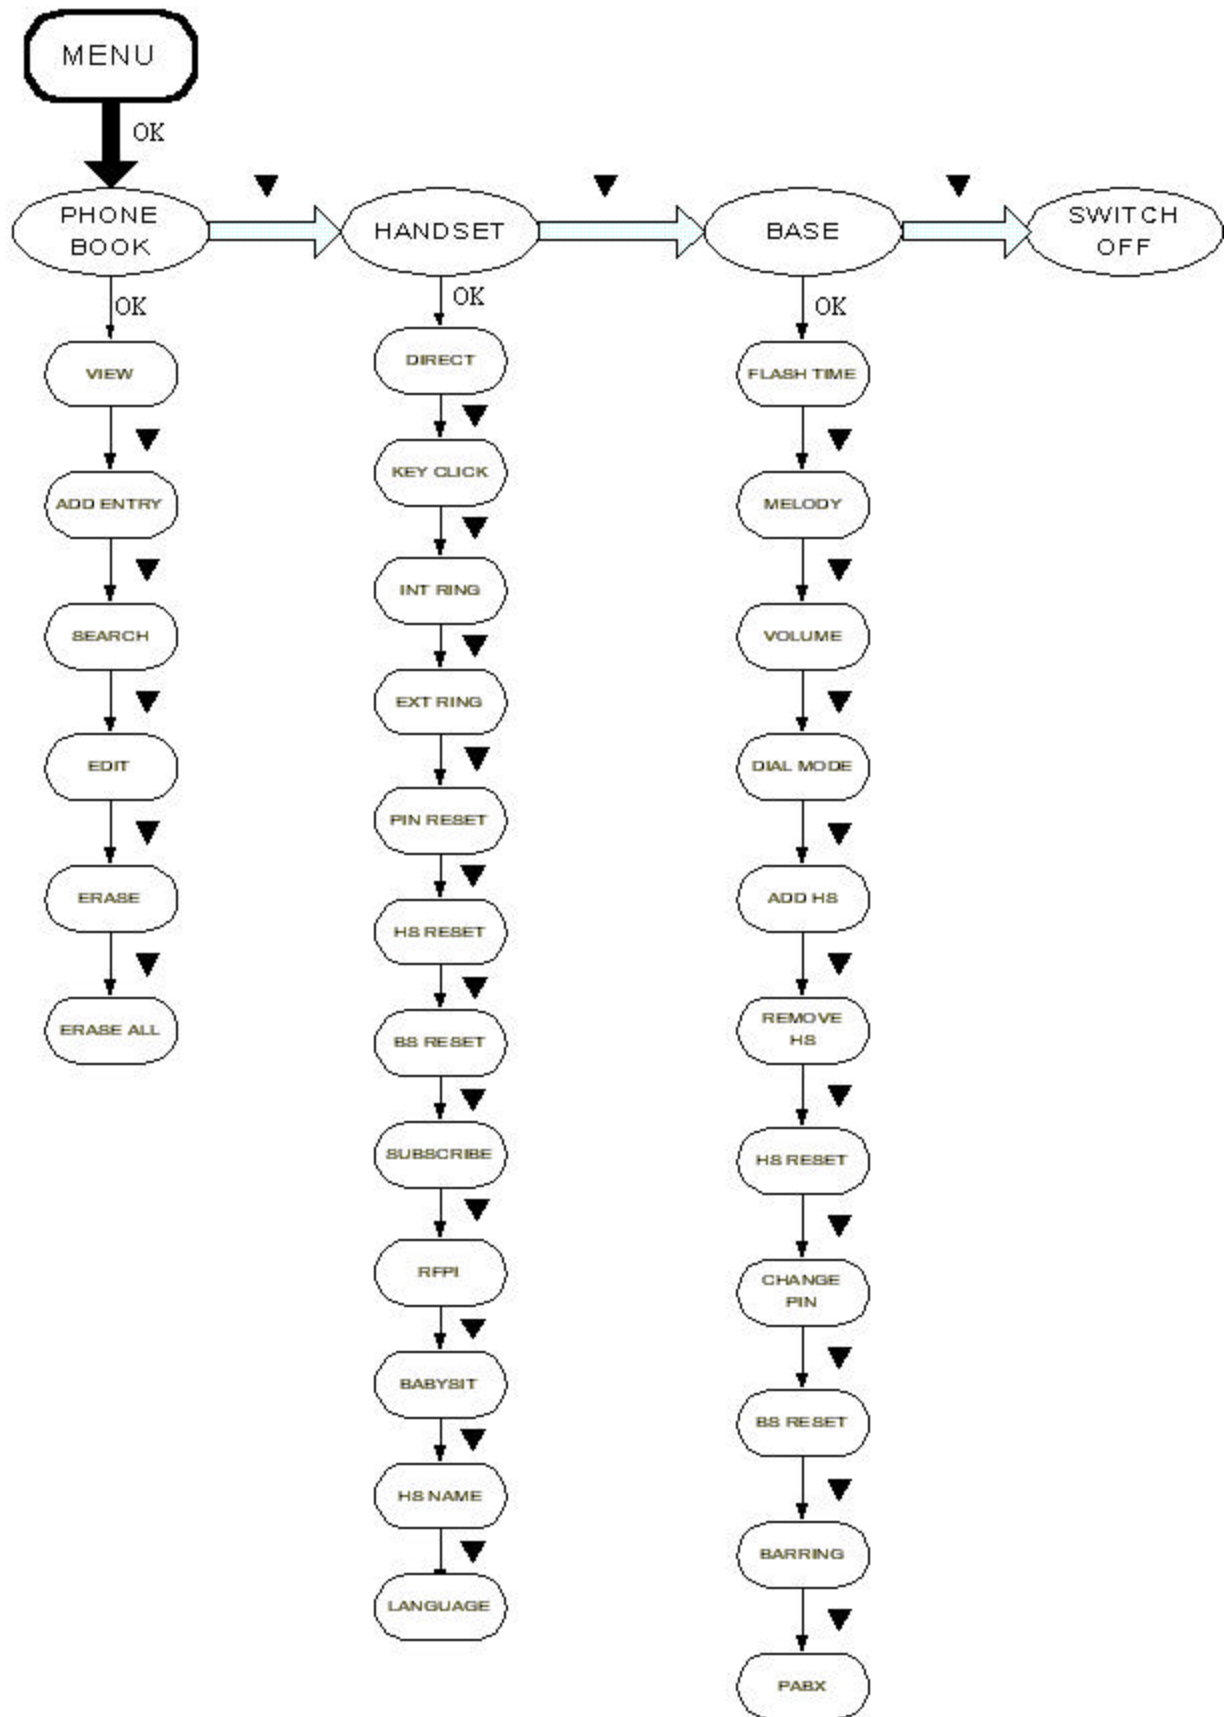 MENU
OK
PHONE
BOOK
HANDSET
BASE
SWITCH
OFF
OK
VIEW
ADD ENTRY
SEARCH
EDIT
ERASE
ERASE ALL
OK
DIRECT
KEY CLICK
INT RING
EXT RING
PIN RESET
HS RESET
BS RESET
SUBSCRIBE
RFPI
BABYSIT
HS NAME
LANGUAGE
OK
FLASH TIME
MELODY
VOLUME
DIAL MODE
ADD HS
REMOVE
HS
HS RESET
CHANGE
PIN
BS RESET
BARRING
PABX